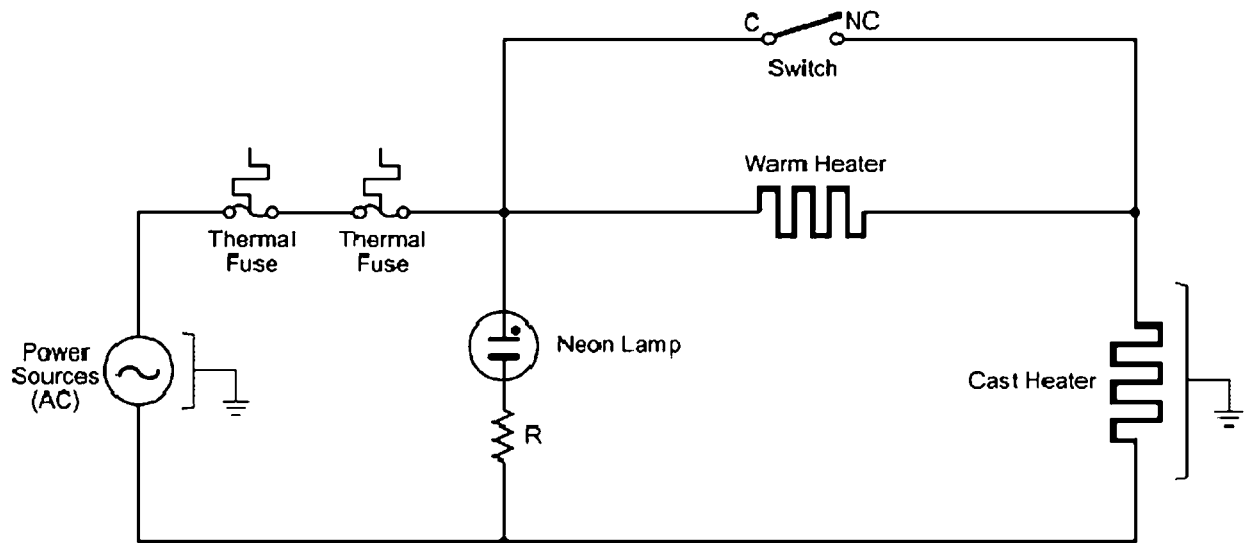 C
NC
Switch
Warm Heater
Thermal
Fuse
Thermal
Fuse
Neon Lamp
Power
Sources
(AC)
Cast Heater
R